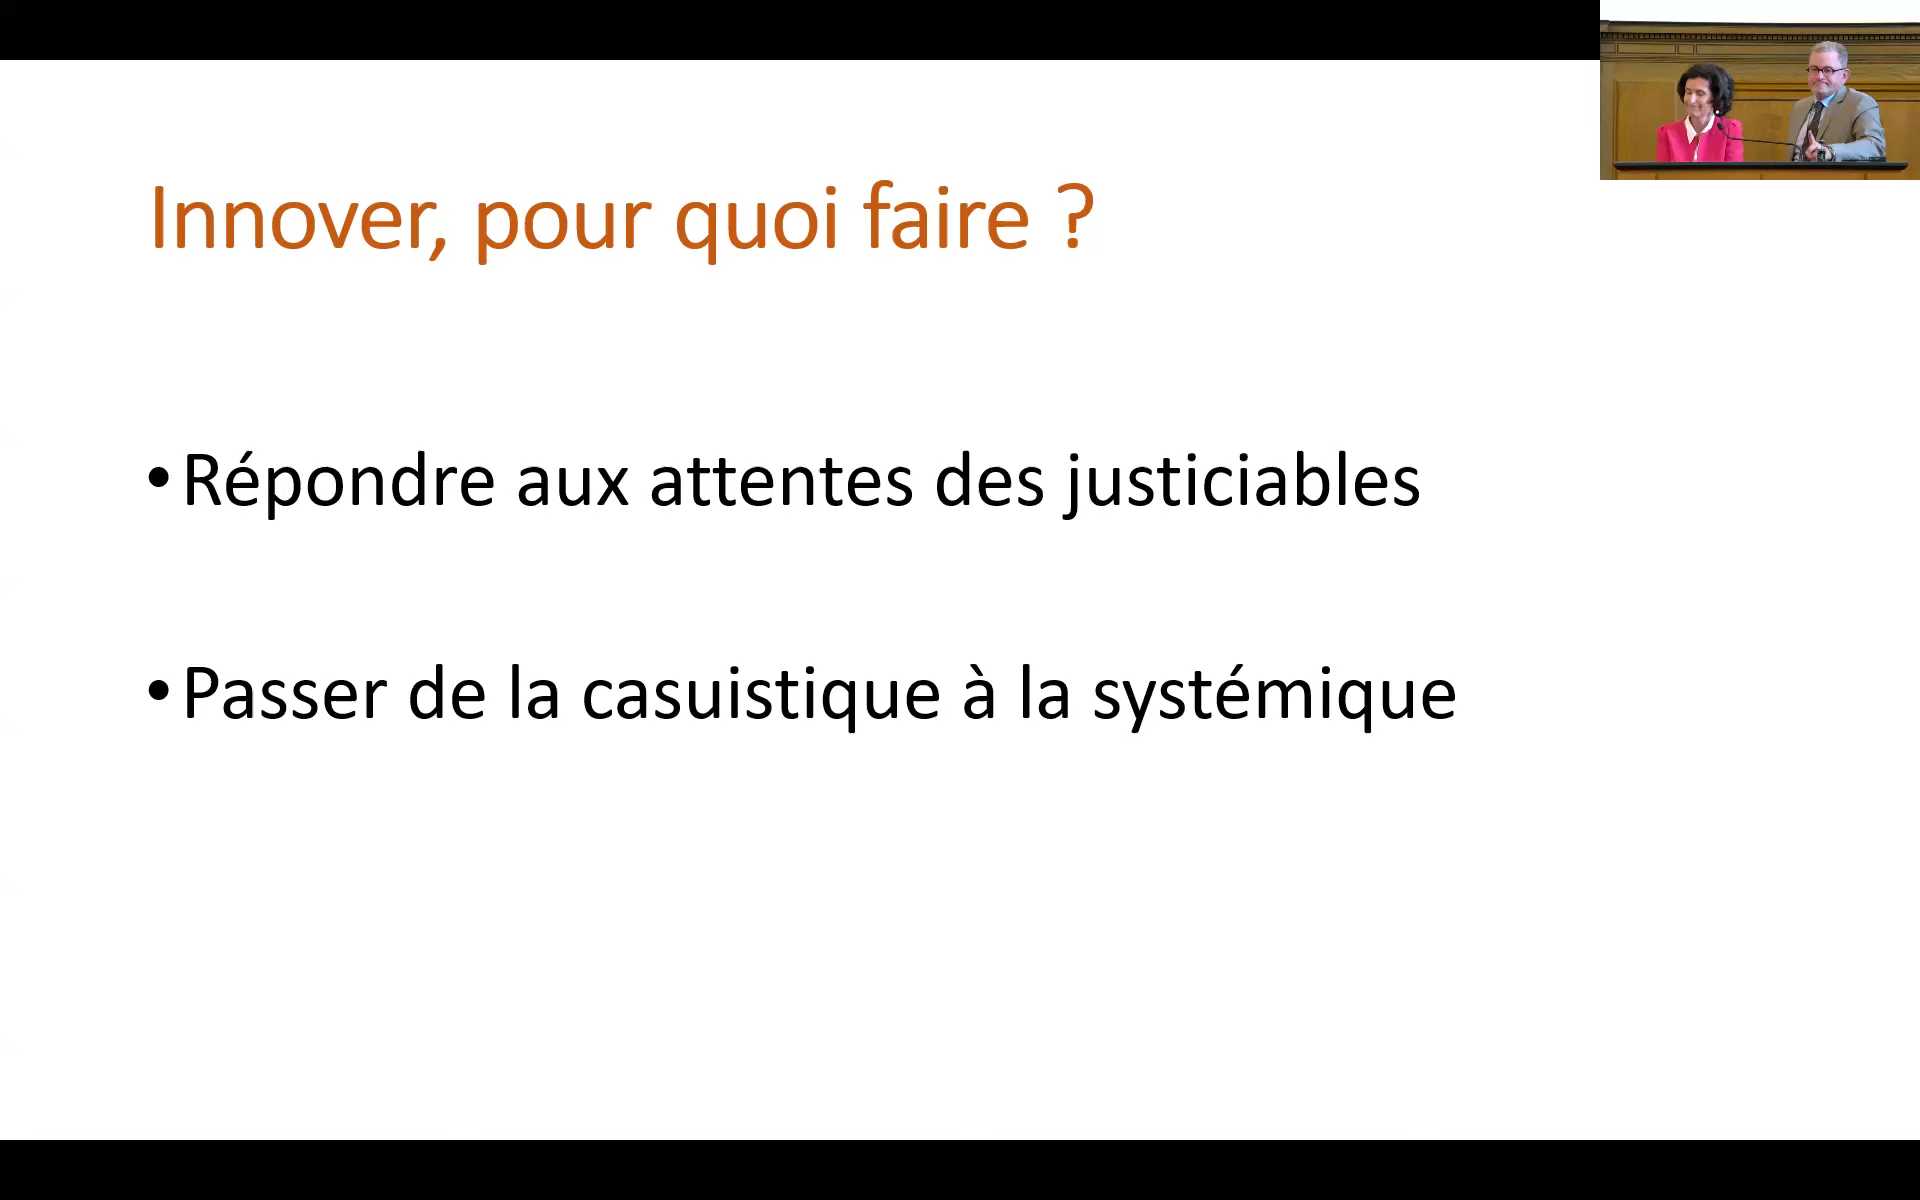 Innover, pour quoi faire ?
•Répondre aux attentes des justiciables
•Passer de la casuistique à la systémique